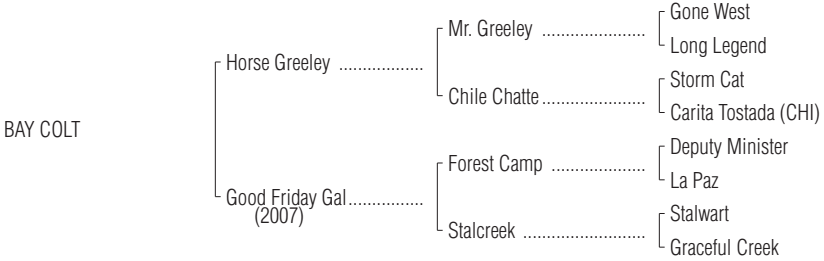 Gone West
Mr. Greeley ......................
Long Legend
Horse Greeley ..................
Storm Cat
Chile Chatte ......................
Carita Tostada (CHI)
BAY COLT
Deputy Minister
Forest Camp ....................
La Paz
Good Friday Gal ................
(2007)
Stalwart
Stalcreek ..........................
Graceful Creek